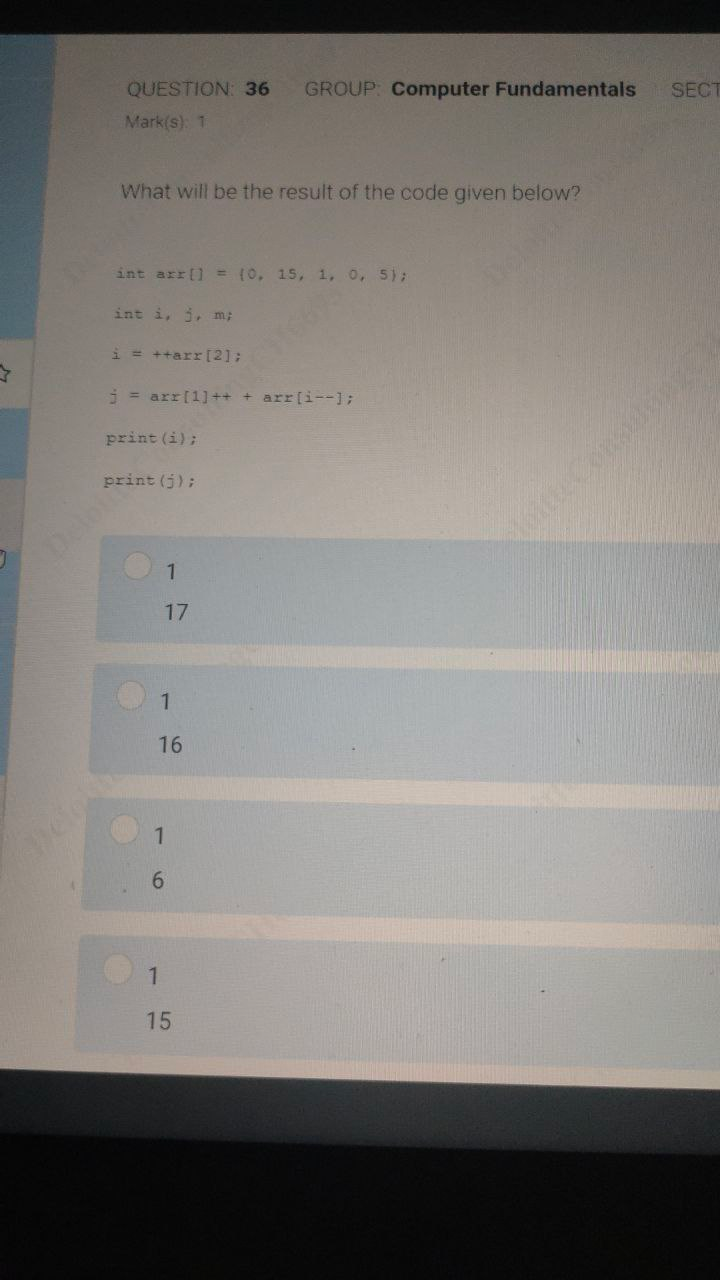 QUESTION: 36 GROUP: Computer Fundamentals SECT
Mark(s): 1
What will be the result of the code given below?
int arr[] = {0, 15, 1, 0, 5};
int i, j, m;
i = ++arr[2];
j = arr[1]++ + arr[i--];
print(i);
print(j);
1
17
1
16
1
6
1
15